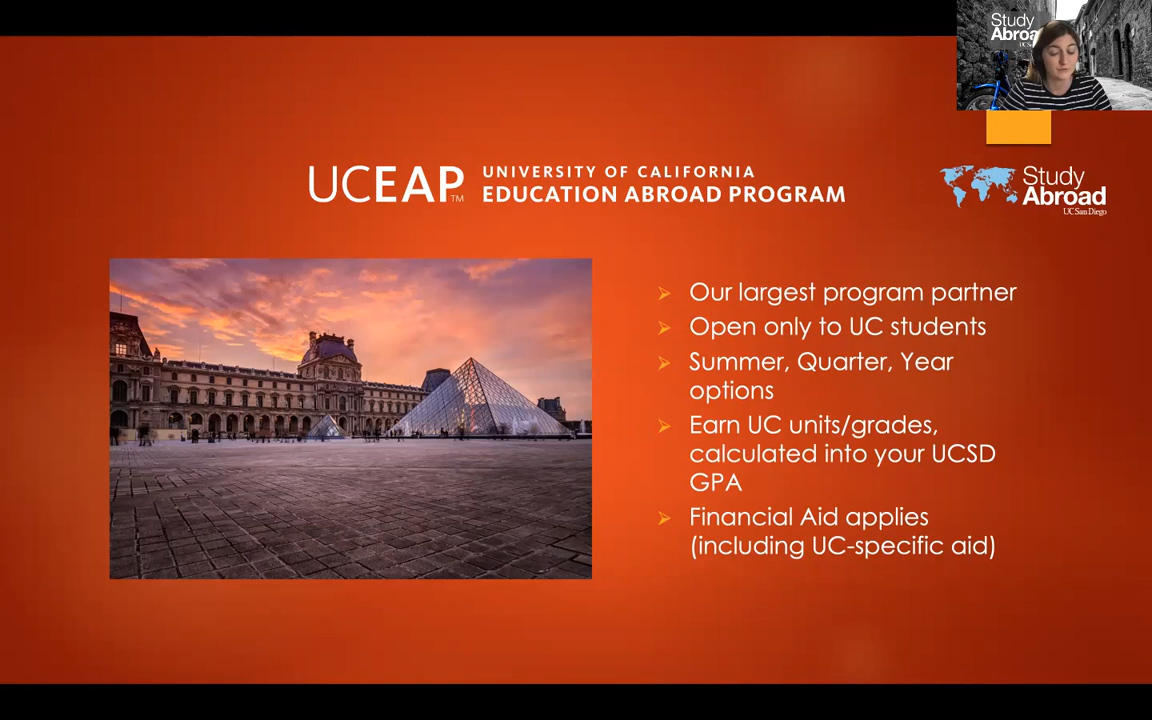 Study
Abroa
UCEAP™
UNIVERSITY OF CALIFORNIA
EDUCATION ABROAD PROGRAM
Study
Abroad
UC San Diego
Our largest program partner
Open only to UC students
Summer, Quarter, Year
options
Earn UC units/grades,
calculated into your UCSD
GPA
Financial Aid applies
(including UC-specific aid)